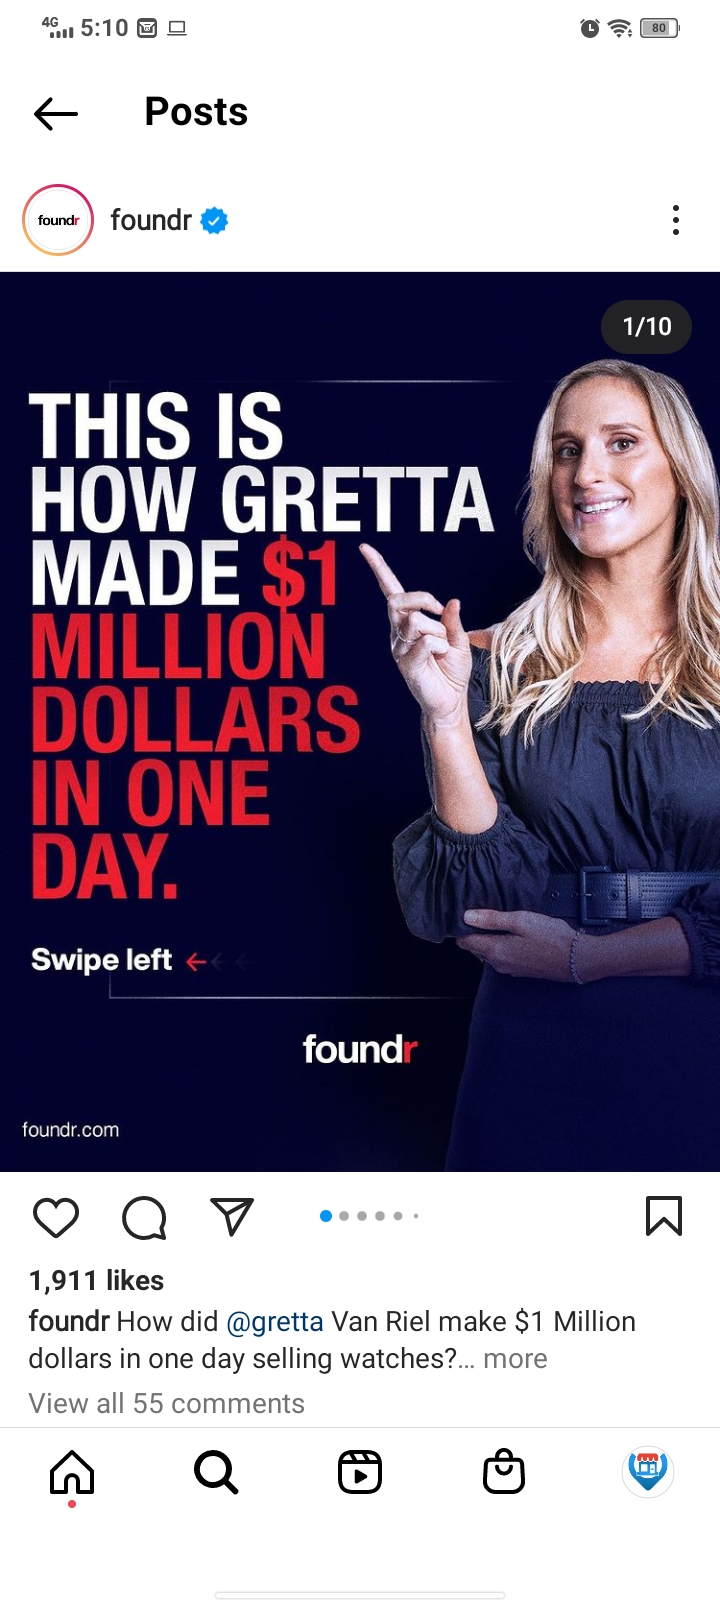 4G 5:10 80
Posts
foundr
foundr
1/10
THIS IS
HOW GRETTA
MADE $1
MILLION
DOLLARS
IN ONE
DAY.
Swipe left
foundr
foundr.com
1,911 likes
foundr How did @gretta Van Riel make $1 Million
dollars in one day selling watches?... more
View all 55 comments